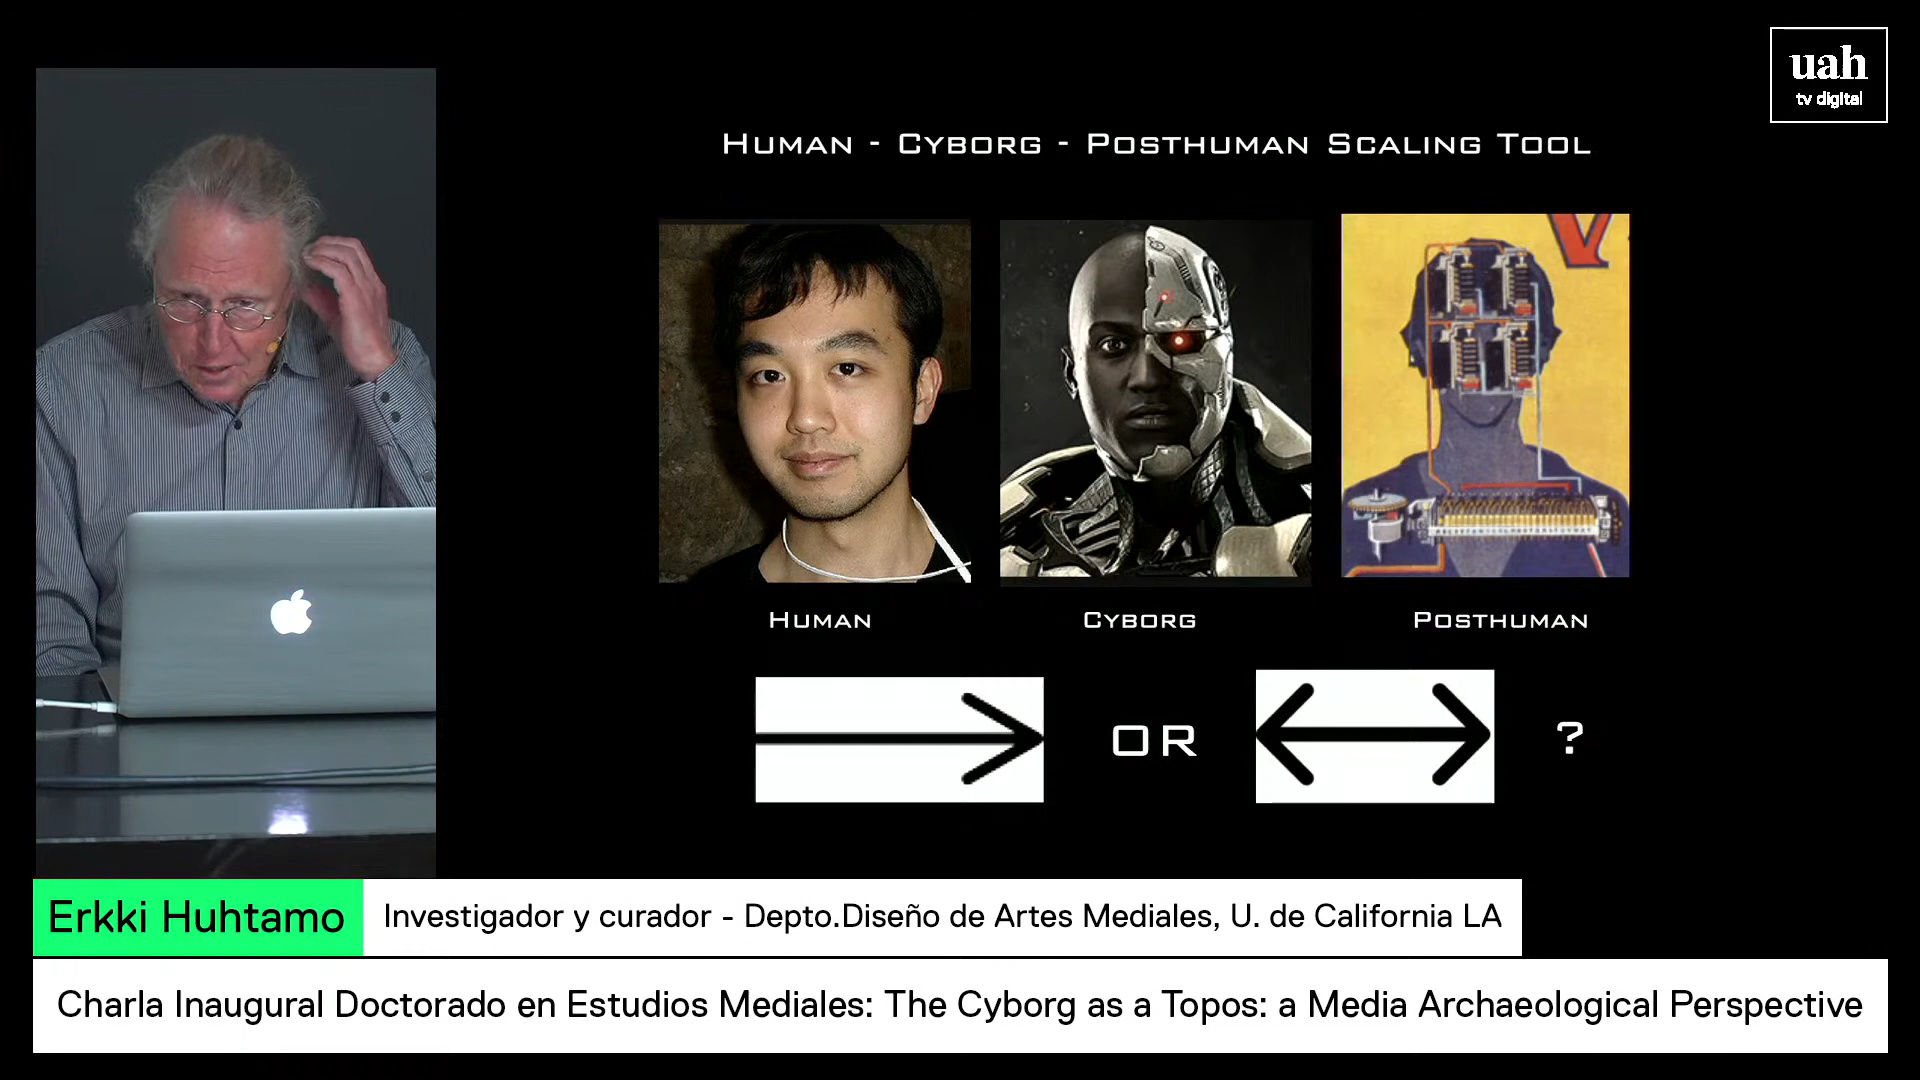 uah
tv digital
Human - Cyborg - Posthuman Scaling Tool
V
Human
Cyborg
Posthuman
OR
?
Erkki Huhtamo
Investigador y curador - Depto.Diseño de Artes Mediales, U. de California LA
Charla Inaugural Doctorado en Estudios Mediales: The Cyborg as a Topos: a Media Archaeological Perspective